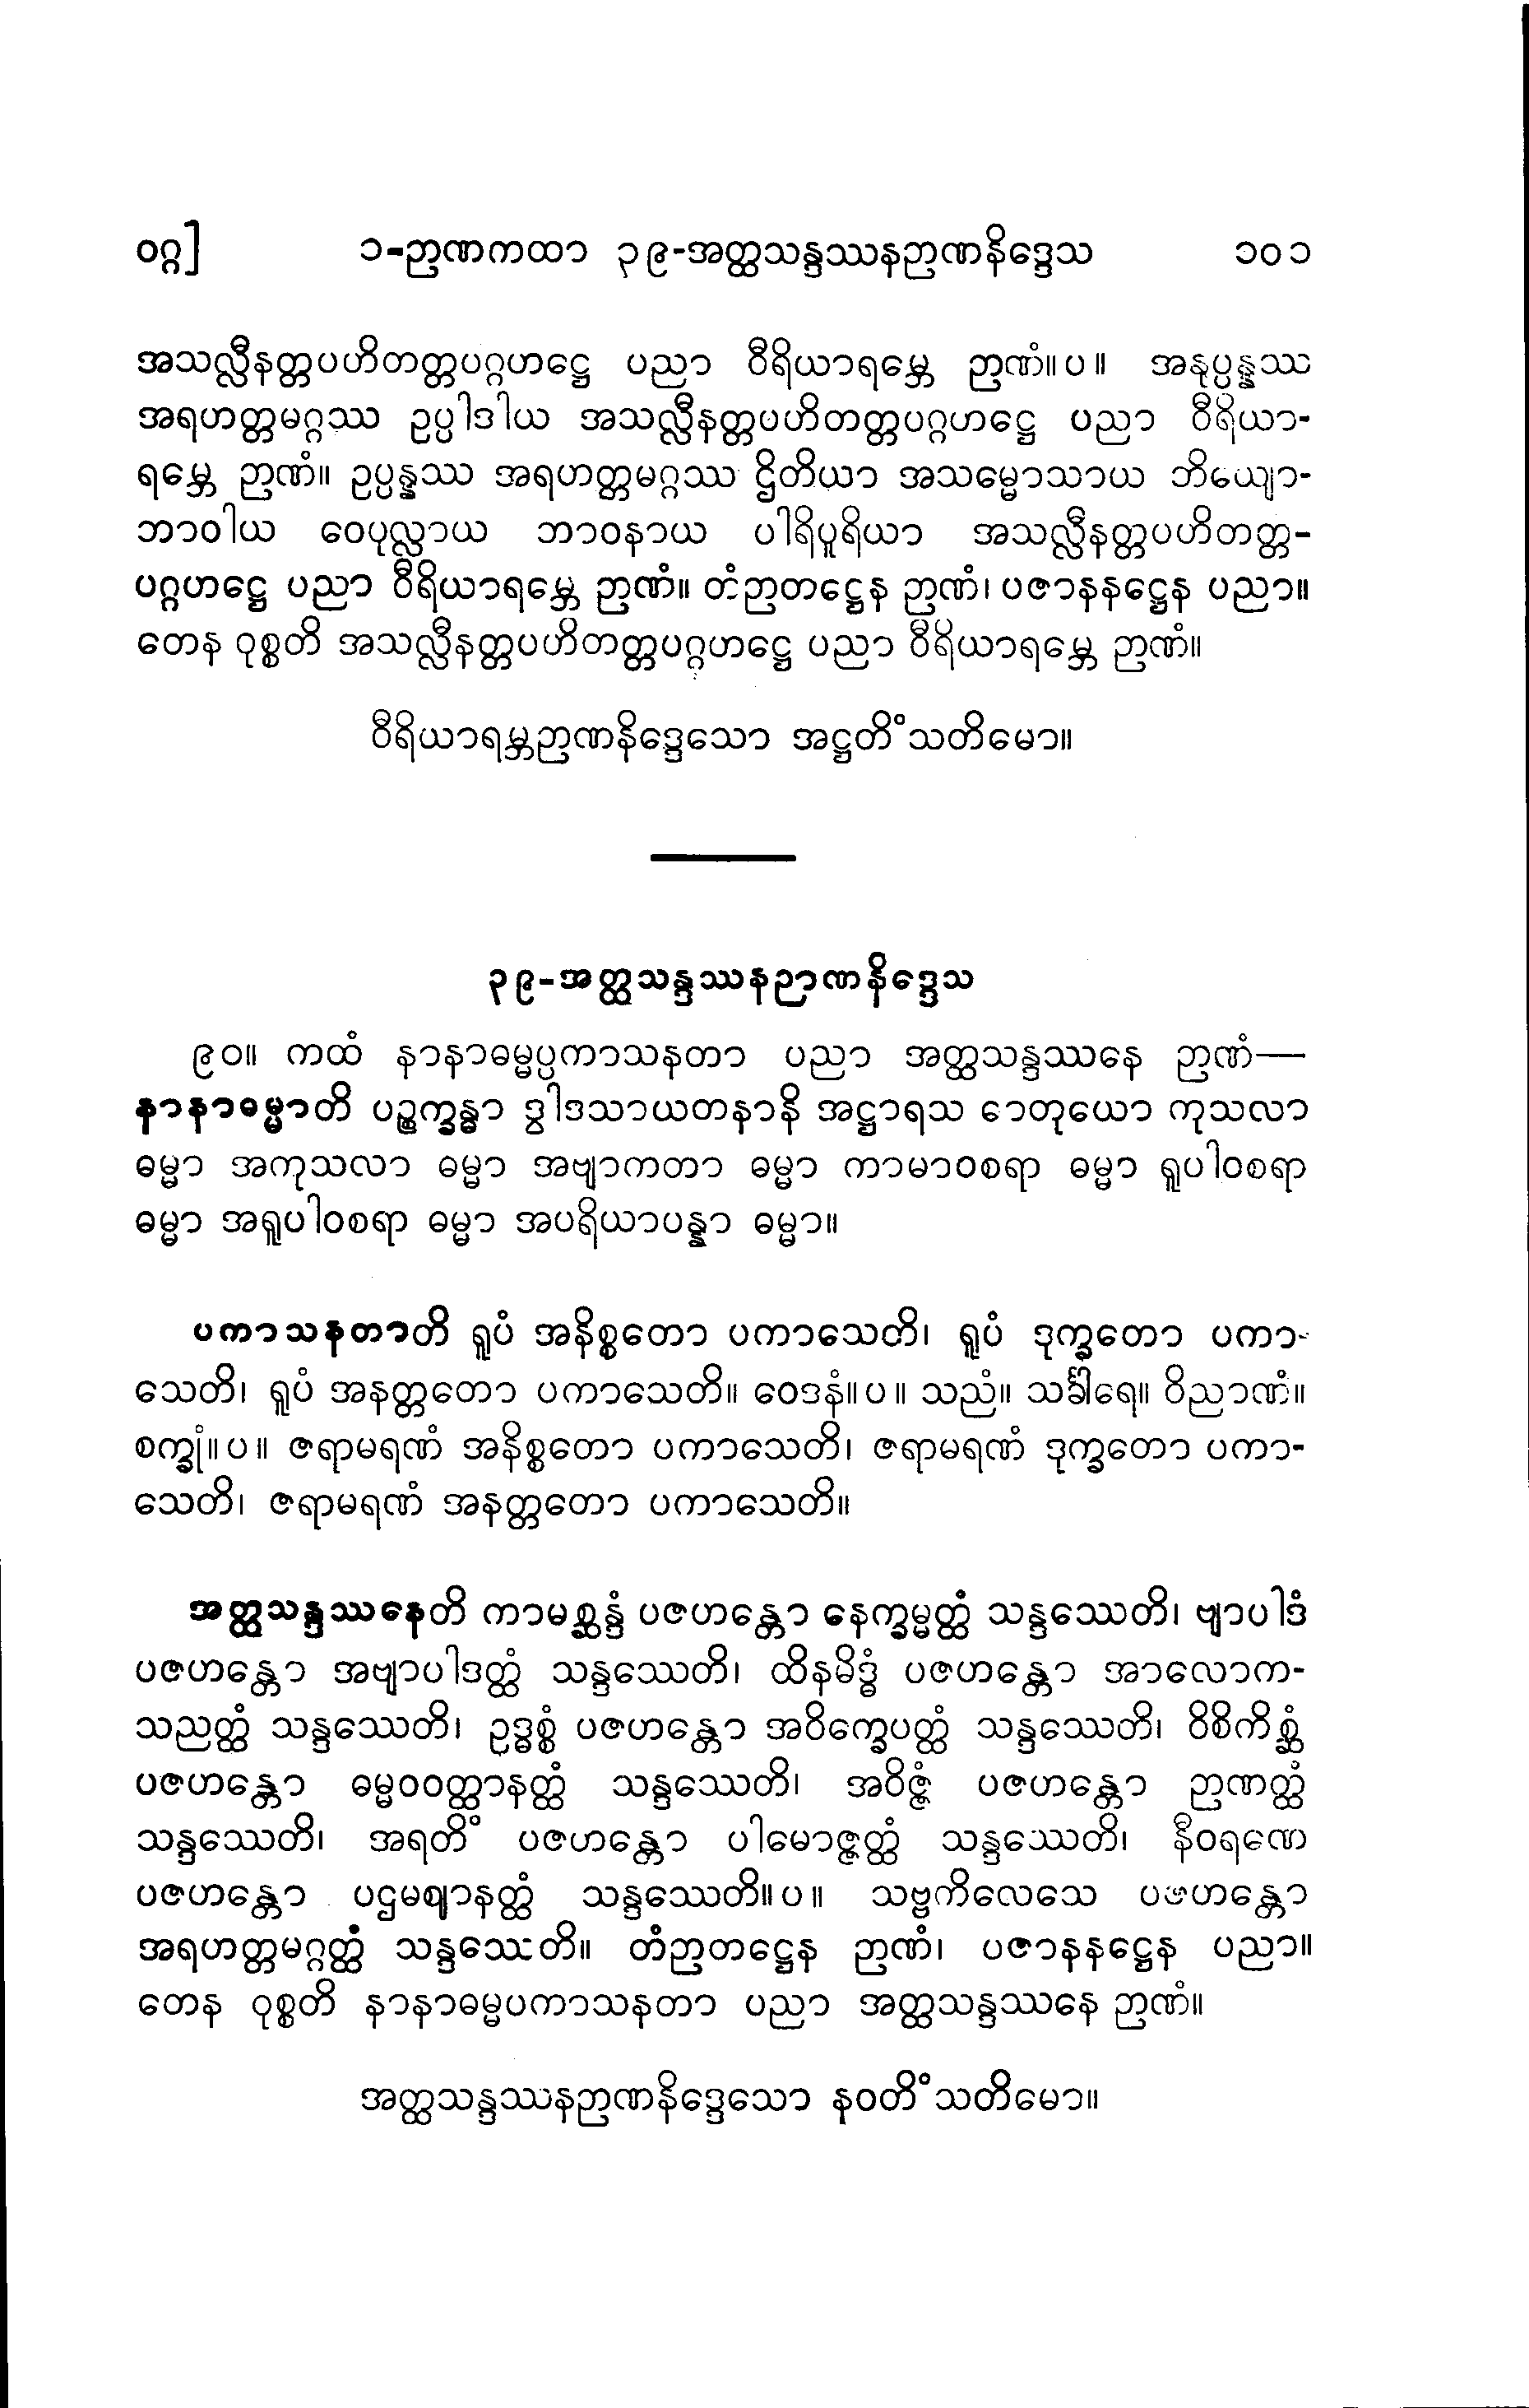 ဝဂ္ဂ] ၁-ဉာဏကထာ ၃၉-အတ္ထသန္ဒဿနဉာဏနိဒ္ဒေသ ၁၀၁
အသလ္လီနတ္တပဟိတတ္တပဂ္ဂဟဋ္ဌေ ပညာ ဝီရိယာရမ္ဘေ ဉာဏံ။ပ။ အနုပ္ပန္နဿ
အရဟတ္တမဂ္ဂဿ ဥပ္ပါဒါယ အသလ္လီနတ္တပဟိတတ္တပဂ္ဂဟဋ္ဌေ ပညာ ဝီရိယာ-
ရမ္ဘေ ဉာဏံ။ ဥပ္ပန္နဿ အရဟတ္တမဂ္ဂဿ ဌိတိယာ အသမ္မောသာယ ဘိယျော-
ဘာဝါယ ဝေပုလ္လာယ ဘာဝနာယ ပါရိပူရိယာ အသလ္လီနတ္တပဟိတတ္တ-
ပဂ္ဂဟဋ္ဌေ ပညာ ဝီရိယာရမ္ဘေ ဉာဏံ။ တံဉာတဋ္ဌေန ဉာဏံ၊ ပဇာနနဋ္ဌေန ပညာ။
တေန ဝုစ္စတိ အသလ္လီနတ္တပဟိတတ္တပဂ္ဂဟဋ္ဌေ ပညာ ဝီရိယာရမ္ဘေ ဉာဏံ။
ဝီရိယာရမ္ဘဉာဏနိဒ္ဒေသော အဋ္ဌတိံသတိမော။
၃၉-အတ္ထသန္ဒဿနဉာဏနိဒ္ဒေသ
၉၀။ ကထံ နာနာဓမ္မပ္ပကာသနတာ ပညာ အတ္ထသန္ဒဿနေ ဉာဏံ—
နာနာဓမ္မာတိ ပဉ္စက္ခန္ဓာ ဒွါဒသာယတနာနိ အဋ္ဌာရသ ဓာတုယော ကုသလာ
ဓမ္မာ အကုသလာ ဓမ္မာ အဗျာကတာ ဓမ္မာ ကာမာဝစရာ ဓမ္မာ ရူပါဝစရာ
ဓမ္မာ အရူပါဝစရာ ဓမ္မာ အပရိယာပန္နာ ဓမ္မာ။
ပကာသနတာတိ ရူပံ အနိစ္စတော ပကာသေတိ၊ ရူပံ ဒုက္ခတော ပကာ-
သေတိ၊ ရူပံ အနတ္တတော ပကာသေတိ။ ဝေဒနံ။ပ။ သညံ။ သင်္ခါရေ။ ဝိညာဏံ။
စက္ခုံ။ပ။ ဇရာမရဏံ အနိစ္စတော ပကာသေတိ၊ ဇရာမရဏံ ဒုက္ခတော ပကာ-
သေတိ၊ ဇရာမရဏံ အနတ္တတော ပကာသေတိ။
အတ္ထသန္ဒဿနေတိ ကာမစ္ဆန္ဒံ ပဇဟန္တော နေက္ခမ္မတ္ထံ သန္ဒဿေတိ၊ ဗျာပါဒံ
ပဇဟန္တော အဗျာပါဒတ္ထံ သန္ဒဿေတိ၊ ထိနမိဒ္ဓံ ပဇဟန္တော အာလောက-
သညတ္ထံ သန္ဒဿေတိ၊ ဥဒ္ဓစ္စံ ပဇဟန္တော အဝိက္ခေပတ္ထံ သန္ဒဿေတိ၊ ဝိစိကိစ္ဆံ
ပဇဟန္တော ဓမ္မဝဝတ္ထာနတ္ထံ သန္ဒဿေတိ၊ အဝိဇ္ဇံ ပဇဟန္တော ဉာဏတ္ထံ
သန္ဒဿေတိ၊ အရတိံ ပဇဟန္တော ပါမောဇ္ဇတ္ထံ သန္ဒဿေတိ၊ နီဝရဏေ
ပဇဟန္တော ပဌမဈာနတ္ထံ သန္ဒဿေတိ။ပ။ သဗ္ဗကိလေသေ ပဇဟန္တော
အရဟတ္တမဂ္ဂတ္ထံ သန္ဒဿေတိ။ တံဉာတဋ္ဌေန ဉာဏံ၊ ပဇာနနဋ္ဌေန ပညာ။
တေန ဝုစ္စတိ နာနာဓမ္မပကာသနတာ ပညာ အတ္ထသန္ဒဿနေ ဉာဏံ။
အတ္ထသန္ဒဿနဉာဏနိဒ္ဒေသော နဝတိံသတိမော။